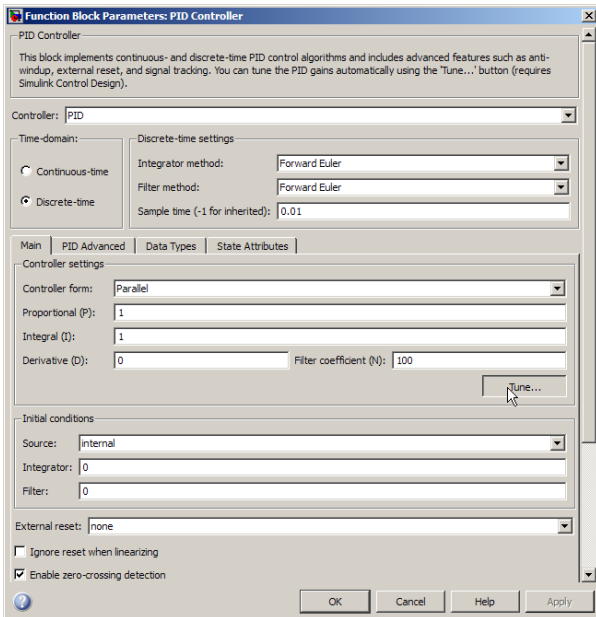 Function Block Parameters: PID Controller
PID Controller
This block implements continuous- and discrete-time PID control algorithms and includes advanced features such as anti-
windup, external reset, and signal tracking. You can tune the PID gains automatically using the 'Tune...' button (requires
Simulink Control Design).
Controller: PID
Time-domain:
Continuous-time
Discrete-time
Discrete-time settings
Integrator method: Forward Euler
Filter method: Forward Euler
Sample time (-1 for inherited): 0.01
Main PID Advanced Data Types State Attributes
Controller settings
Controller form: Parallel
Proportional (P): 1
Integral (I): 1
Derivative (D): 0 Filter coefficient (N): 100
Tune...
Initial conditions
Source: internal
Integrator: 0
Filter: 0
External reset: none
Ignore reset when linearizing
Enable zero-crossing detection
OK Cancel Help Apply